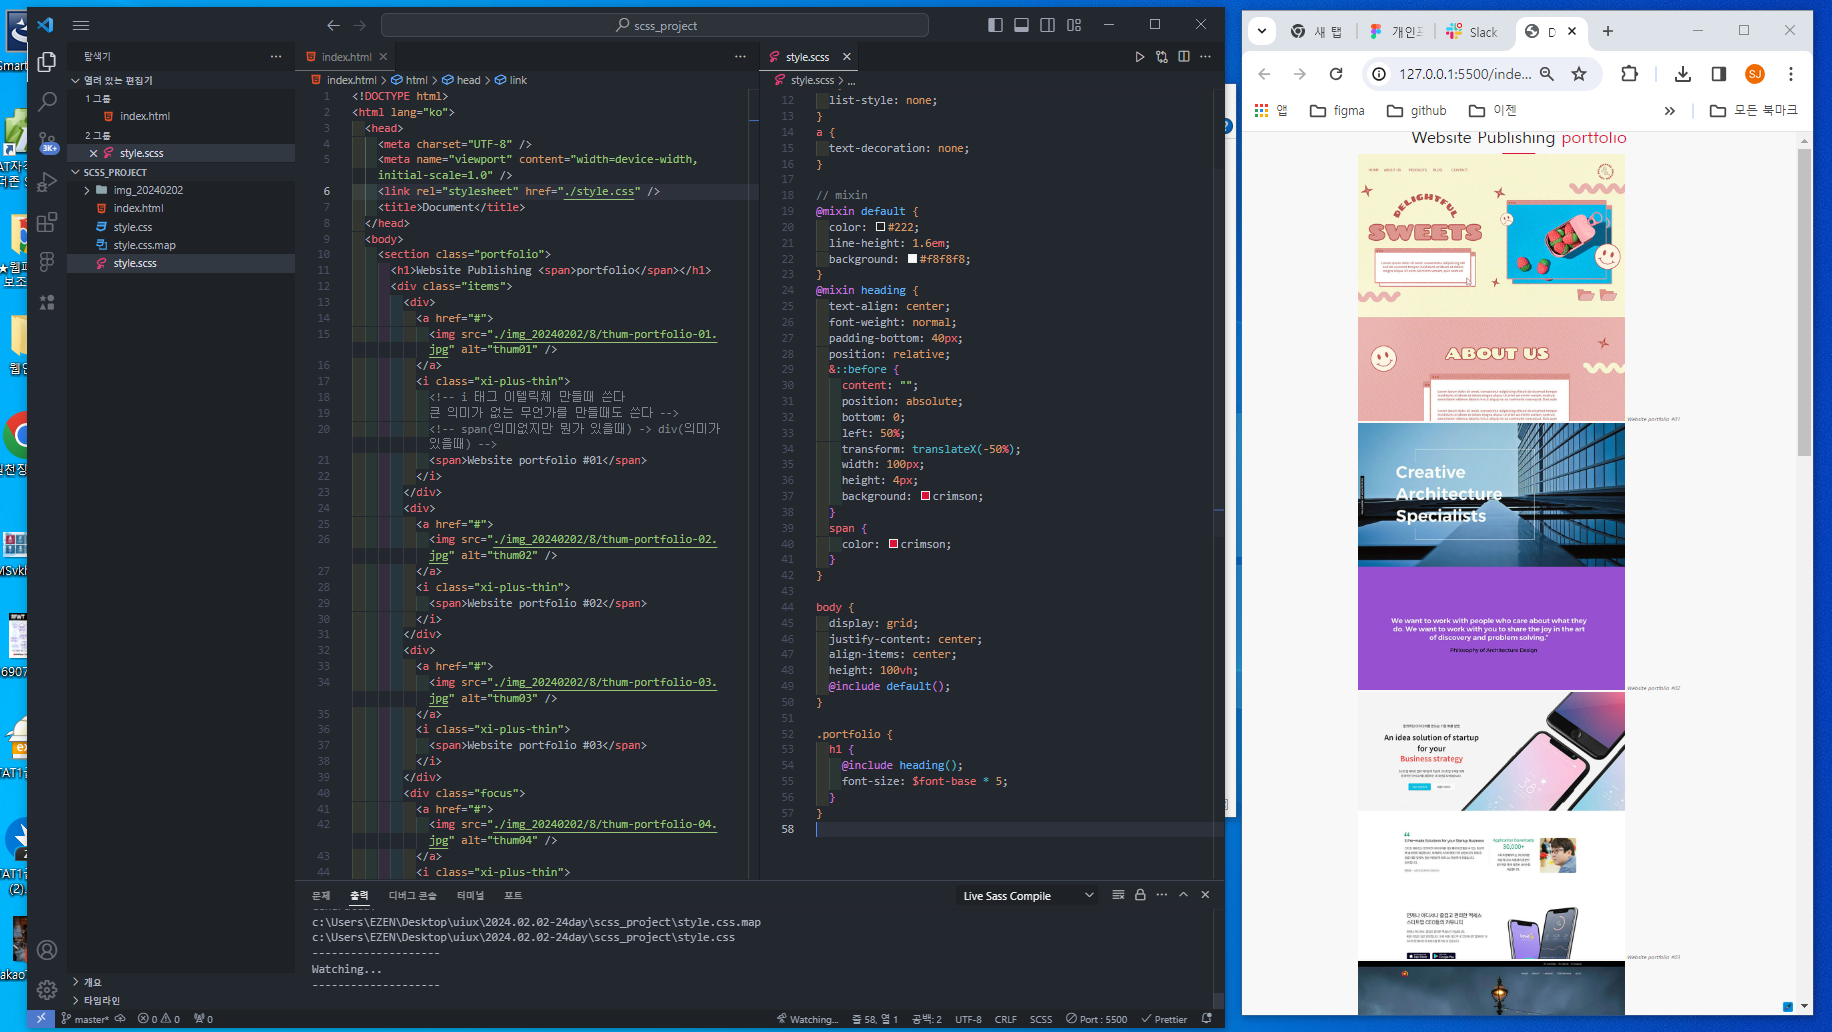 scss_project
탐색기
열려 있는 편집기
1 그룹
index.html
2 그룹
style.scss
SCSS_PROJECT
img_20240202
index.html
style.css
style.css.map
style.scss
개요
타임라인
index.html
index.html > html > head > link
1 <!DOCTYPE html>
2 <html lang="ko">
3 <head>
4 <meta charset="UTF-8" />
5 <meta name="viewport" content="width=device-width,
initial-scale=1.0" />
6 <link rel="stylesheet" href="./style.css" />
7 <title>Document</title>
8 </head>
9 <body>
10 <section class="portfolio">
11 <h1>Website Publishing <span>portfolio</span></h1>
12 <div class="items">
13 <div>
14 <a href="#">
15 <img src="./img_20240202/8/thum-portfolio-01.
jpg" alt="thum01" />
16 </a>
17 <i class="xi-plus-thin">
18 <!-- i 태그 이텔릭체 만들때 쓴다
19 큰 의미가 없는 무언가를 만들때도 쓴다 -->
20 <!-- span(의미없지만 뭔가 있을때) -> div(의미가
있을때) -->
21 <span>Website portfolio #01</span>
22 </i>
23 </div>
24 <div>
25 <a href="#">
26 <img src="./img_20240202/8/thum-portfolio-02.
jpg" alt="thum02" />
27 </a>
28 <i class="xi-plus-thin">
29 <span>Website portfolio #02</span>
30 </i>
31 </div>
32 <div>
33 <a href="#">
34 <img src="./img_20240202/8/thum-portfolio-03.
jpg" alt="thum03" />
35 </a>
36 <i class="xi-plus-thin">
37 <span>Website portfolio #03</span>
38 </i>
39 </div>
40 <div class="focus">
41 <a href="#">
42 <img src="./img_20240202/8/thum-portfolio-04.
jpg" alt="thum04" />
43 </a>
44 <i class="xi-plus-thin">
style.scss
style.scss > ...
12 list-style: none;
13 }
14 a {
15 text-decoration: none;
16 }
17
18 // mixin
19 @mixin default {
20 color: #222;
21 line-height: 1.6em;
22 background: #f8f8f8;
23 }
24 @mixin heading {
25 text-align: center;
26 font-weight: normal;
27 padding-bottom: 40px;
28 position: relative;
29 &::before {
30 content: "";
31 position: absolute;
32 bottom: 0;
33 left: 50%;
34 transform: translateX(-50%);
35 width: 100px;
36 height: 4px;
37 background: crimson;
38 }
39 span {
40 color: crimson;
41 }
42 }
43
44 body {
45 display: grid;
46 justify-content: center;
47 align-items: center;
48 height: 100vh;
49 @include default();
50 }
51
52 .portfolio {
53 h1 {
54 @include heading();
55 font-size: $font-base * 5;
56 }
57 }
58
문제 출력 디버그 콘솔 터미널 포트
Live Sass Compile
c:\Users\EZEN\Desktop\uiux\2024.02.02-24day\scss_project\style.css.map
c:\Users\EZEN\Desktop\uiux\2024.02.02-24day\scss_project\style.css
--------------------
Watching...
--------------------
master* 0 0 0
Watching... 줄 58, 열 1 공백: 2 UTF-8 CRLF SCSS Port : 5500 Prettier
3K+
새 탭
Slack
D
127.0.0.1:5500/inde...
SJ
앱 figma github 이젠
모든 북마크
Website Publishing portfolio
HOME ABOUT US PRODUCTS BLOG CONTACT
DELIGHTFUL
SWEETS
ABOUT US
Website portfolio #01
Creative
Architecture
Specialists
We want to work with people who care about what they
do. We want to work with you to share the joy in the art
of discovery and problem solving."
Philosophy of Architecture Design
Website portfolio #02
An idea solution of startup
for your
Business strategy
30,000+
Website portfolio #03